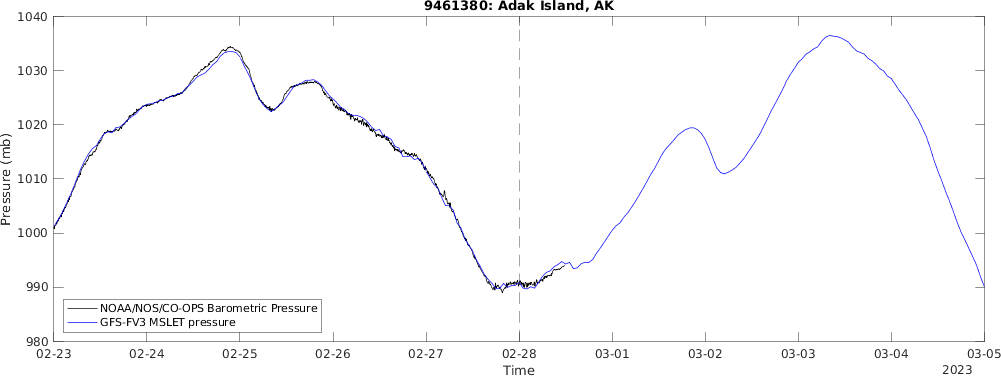 9461380: Adak Island, AK
Pressure (mb)
1040
1030
1020
1010
1000
990
980
NOAA/NOS/CO-OPS Barometric Pressure
GFS-FV3 MSLET pressure
02-23 02-24 02-25 02-26 02-27 02-28 03-01 03-02 03-03 03-04 03-05
Time
2023